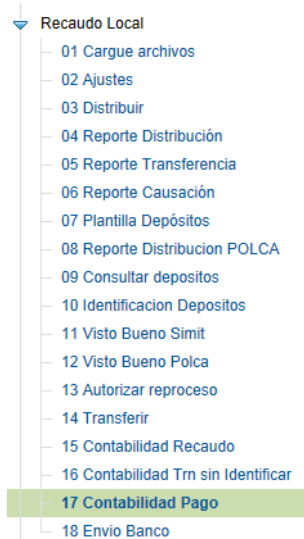 Recaudo Local
01 Cargue archivos
02 Ajustes
03 Distribuir
04 Reporte Distribución
05 Reporte Transferencia
06 Reporte Causación
07 Plantilla Depósitos
08 Reporte Distribucion POLCA
09 Consultar depositos
10 Identificacion Depositos
11 Visto Bueno Simit
12 Visto Bueno Polca
13 Autorizar reproceso
14 Transferir
15 Contabilidad Recaudo
16 Contabilidad Trn sin Identificar
17 Contabilidad Pago
18 Envio Banco